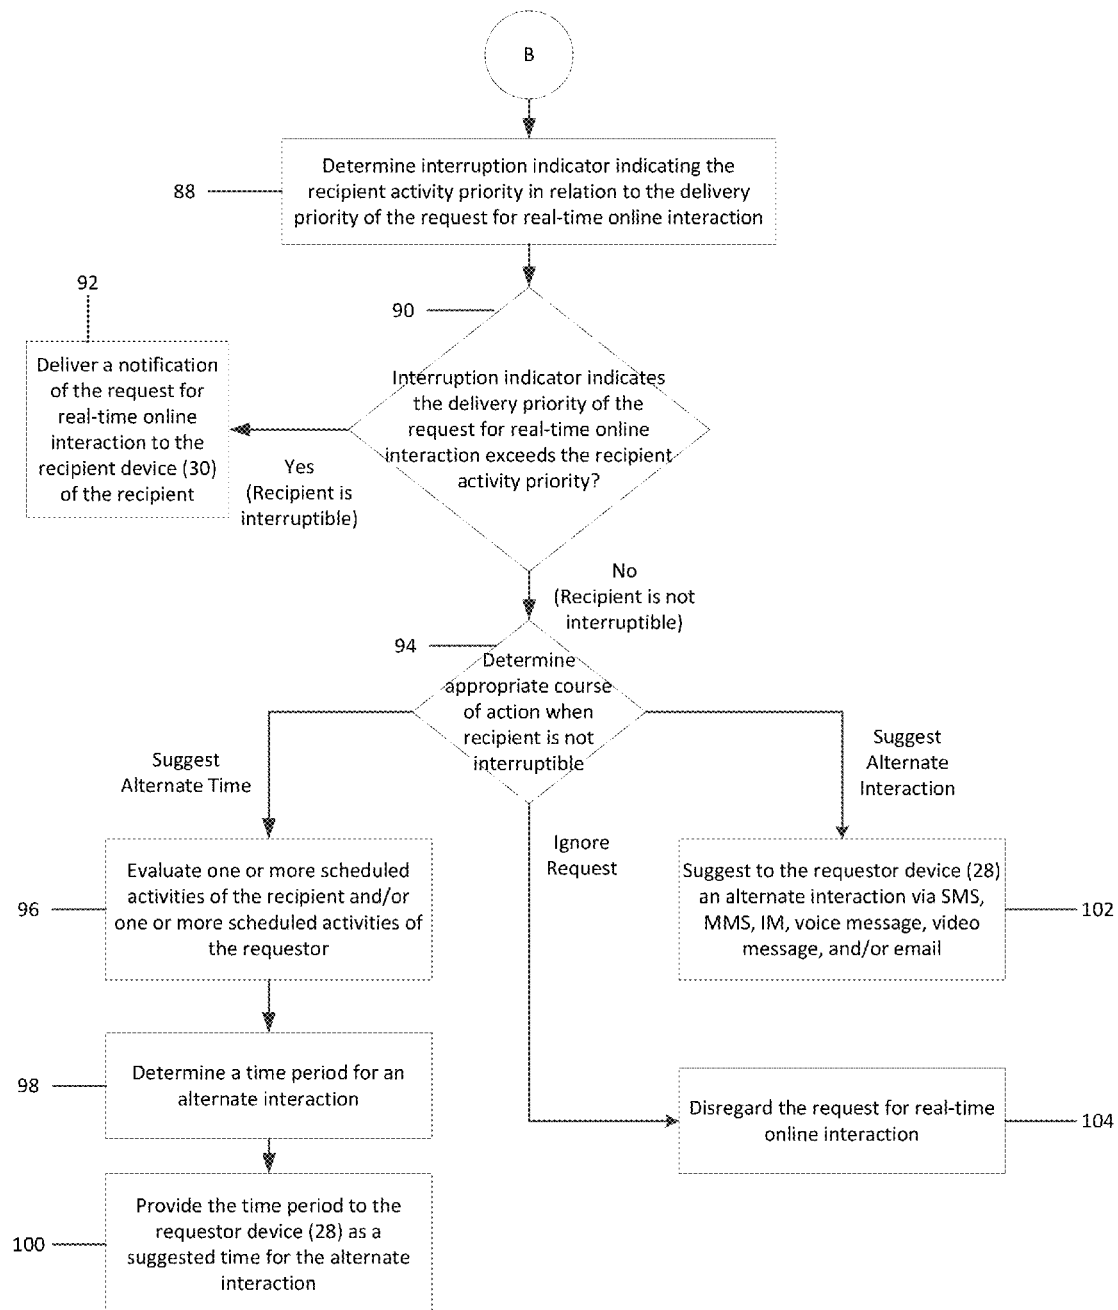 B
Determine interruption indicator indicating the
recipient activity priority in relation to the delivery
priority of the request for real-time online interaction
88
92
90
Deliver a notification
of the request for
real-time online
interaction to the
recipient device (30)
of the recipient
Interruption indicator indicates
the delivery priority of the
request for real-time online
interaction exceeds the recipient
activity priority?
Yes
(Recipient is
interruptible)
No
(Recipient is not
interruptible)
94
Determine
appropriate course
of action when
recipient is not
interruptible
Suggest
Alternate Time
Suggest
Alternate
Interaction
Ignore
Request
Evaluate one or more scheduled
activities of the recipient and/or
one or more scheduled activities of
the requestor
96
Suggest to the requestor device (28)
an alternate interaction via SMS,
MMS, IM, voice message, video
message, and/or email
102
Determine a time period for an
alternate interaction
98
Disregard the request for real-time
online interaction
104
Provide the time period to the
requestor device (28) as a
suggested time for the alternate
interaction
100